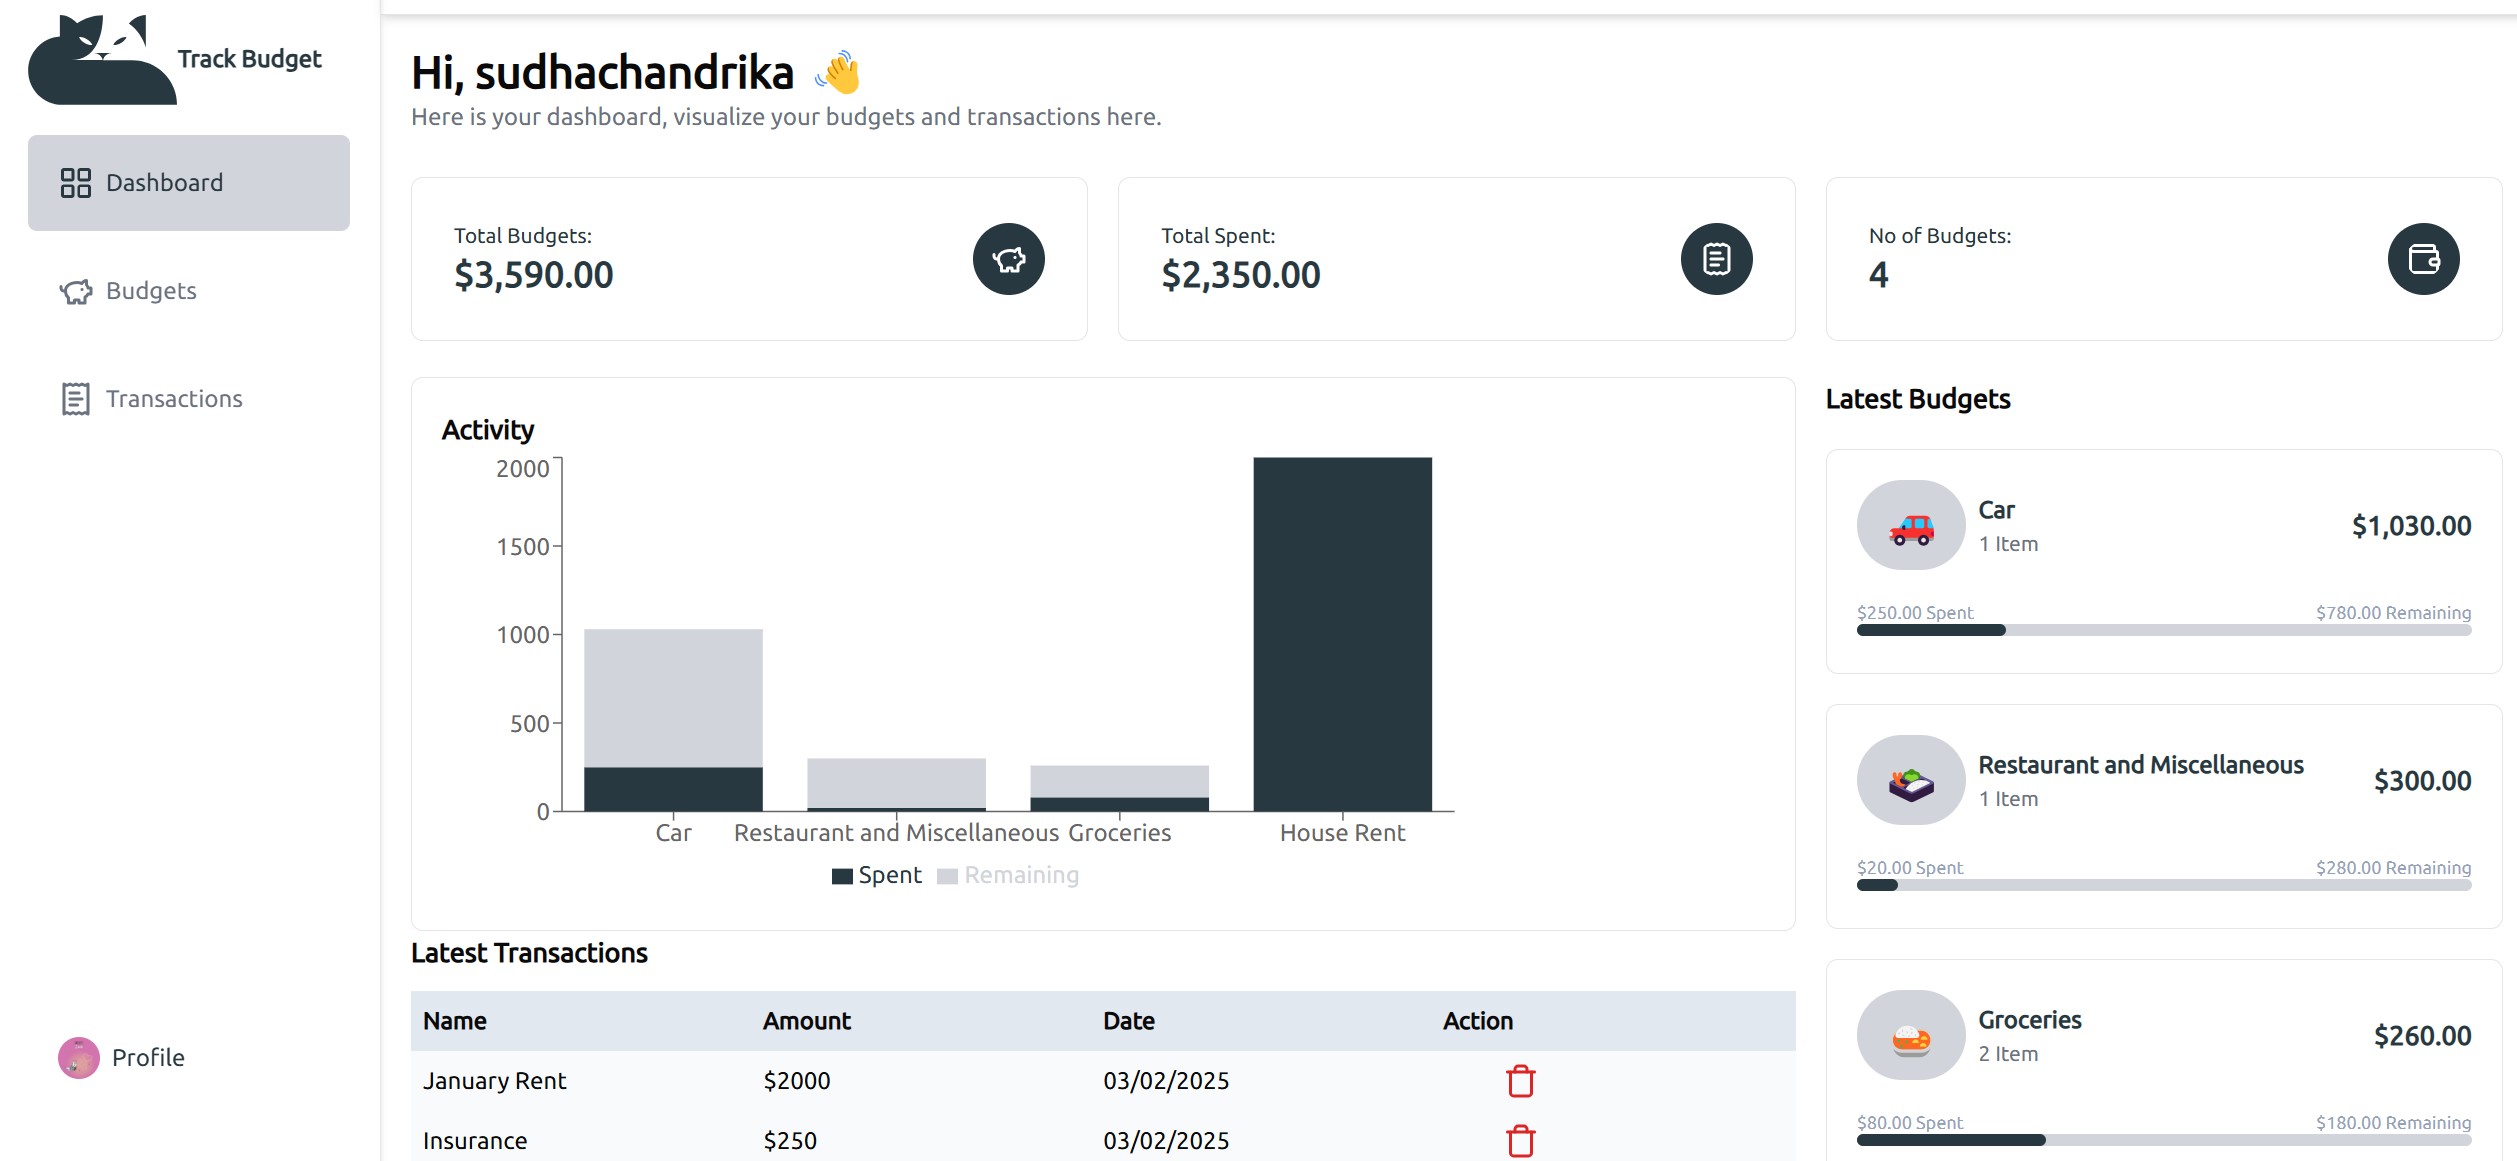 Track Budget
Dashboard
Budgets
Transactions
Profile
Hi, sudhachandrika 👋
Here is your dashboard, visualize your budgets and transactions here.
Total Budgets:
$3,590.00
Total Spent:
$2,350.00
No of Budgets:
4
Activity
2000
1500
1000
500
0
Car Restaurant and Miscellaneous Groceries House Rent
Spent Remaining
Latest Transactions
Name Amount Date Action
January Rent $2000 03/02/2025
Insurance $250 03/02/2025
Latest Budgets
Car
1 Item
$1,030.00
$250.00 Spent $780.00 Remaining
Restaurant and Miscellaneous
1 Item
$300.00
$20.00 Spent $280.00 Remaining
Groceries
2 Item
$260.00
$80.00 Spent $180.00 Remaining